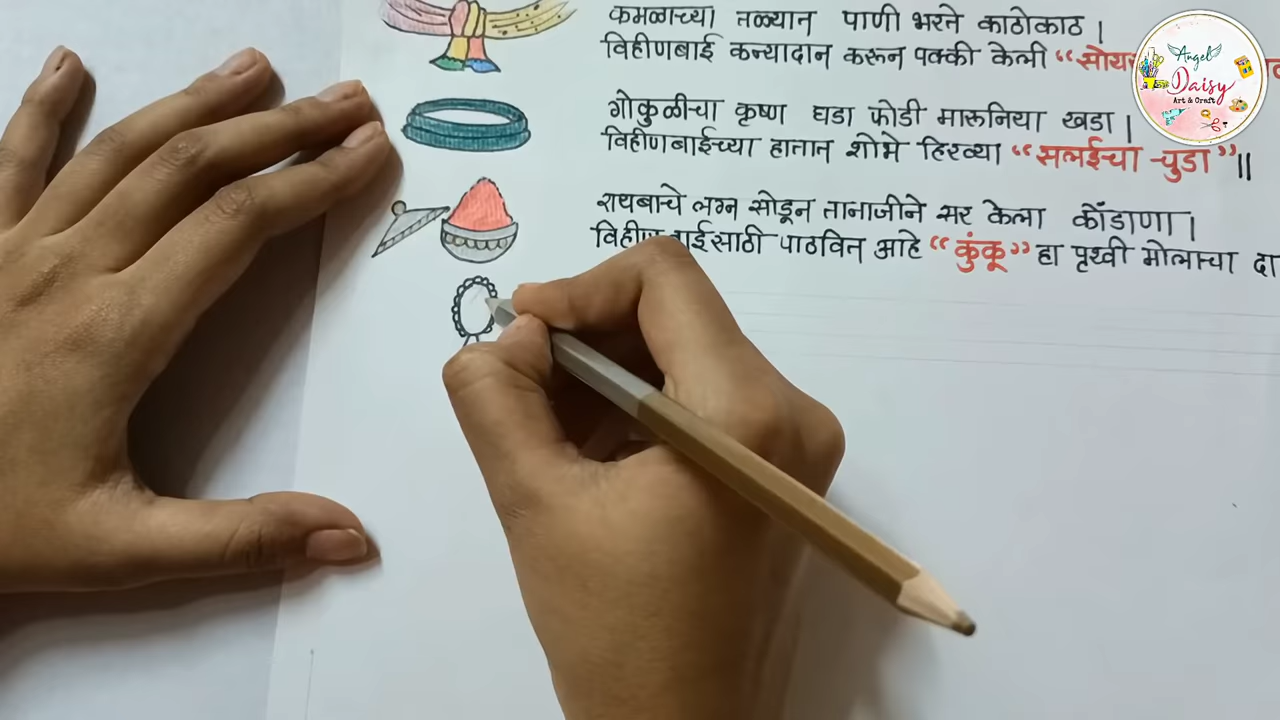 कमळाच्या तळ्यात पाणी भरते काठोकाठ |
विहीणबाई कन्यादान करून पक्की केली “सोयर
गोकुळीचा कृष्ण घडा फोडी मारूनिया खडा |
विहीणबाईच्या हातात शोभे हिरव्या “सलईचा चुडा” ||
रायबाचे लग्न सोडून तानाजीने सर केला कोंडाणा |
पाठवित आहे “कुंकू” हा पृथ्वी मोलाचा दा
Angel
Daisy
Art & Craft